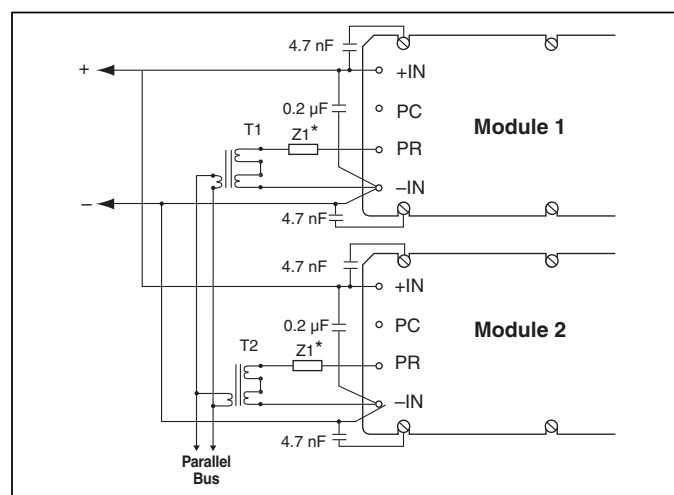 4.7 nF
+
+IN
0.2 µF
PC
Module 1
T1
Z1*
PR
–IN
–
4.7 nF
4.7 nF
+IN
0.2 µF
PC
Module 2
T2
Z1*
PR
–IN
4.7 nF
Parallel
Bus